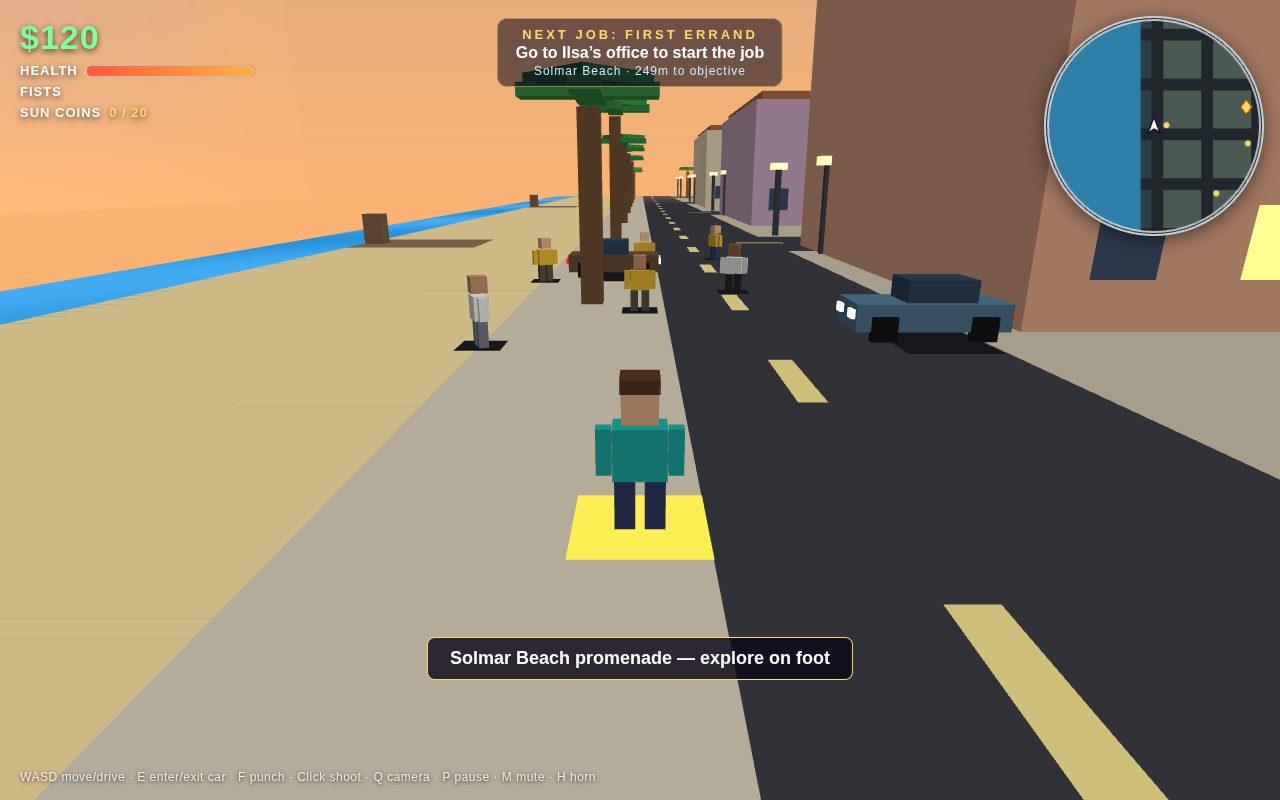 $120
HEALTH
FISTS
SUN COINS 0 / 20
NEXT JOB: FIRST ERRAND
Go to Ilsa’s office to start the job
Solmar Beach · 249m to objective
Solmar Beach promenade — explore on foot
WASD move/drive · E enter/exit car · F punch · Click shoot · Q camera · P pause · M mute · H horn